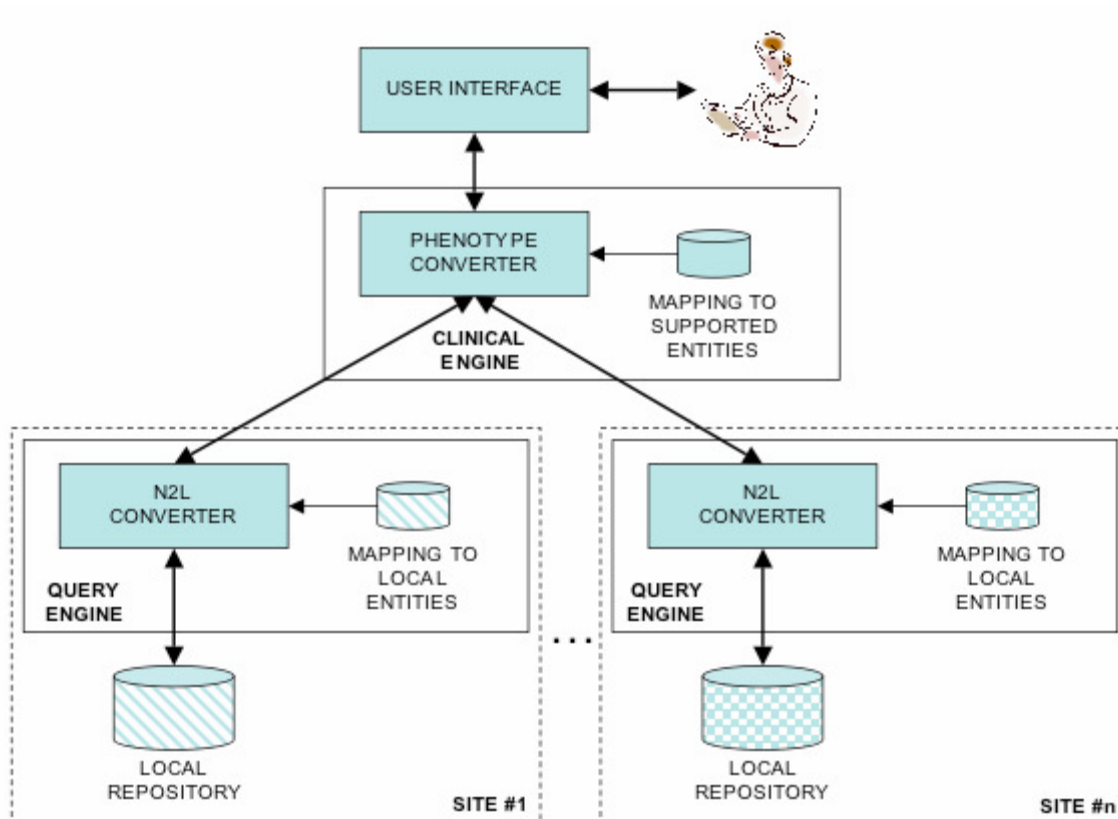 USER INTERFACE
PHENOTYPE
CONVERTER
MAPPING TO
SUPPORTED
ENTITIES
CLINICAL
ENGINE
N2L
CONVERTER
MAPPING TO
LOCAL
ENTITIES
QUERY
ENGINE
LOCAL
REPOSITORY
SITE #1
...
N2L
CONVERTER
MAPPING TO
LOCAL
ENTITIES
QUERY
ENGINE
LOCAL
REPOSITORY
SITE #n